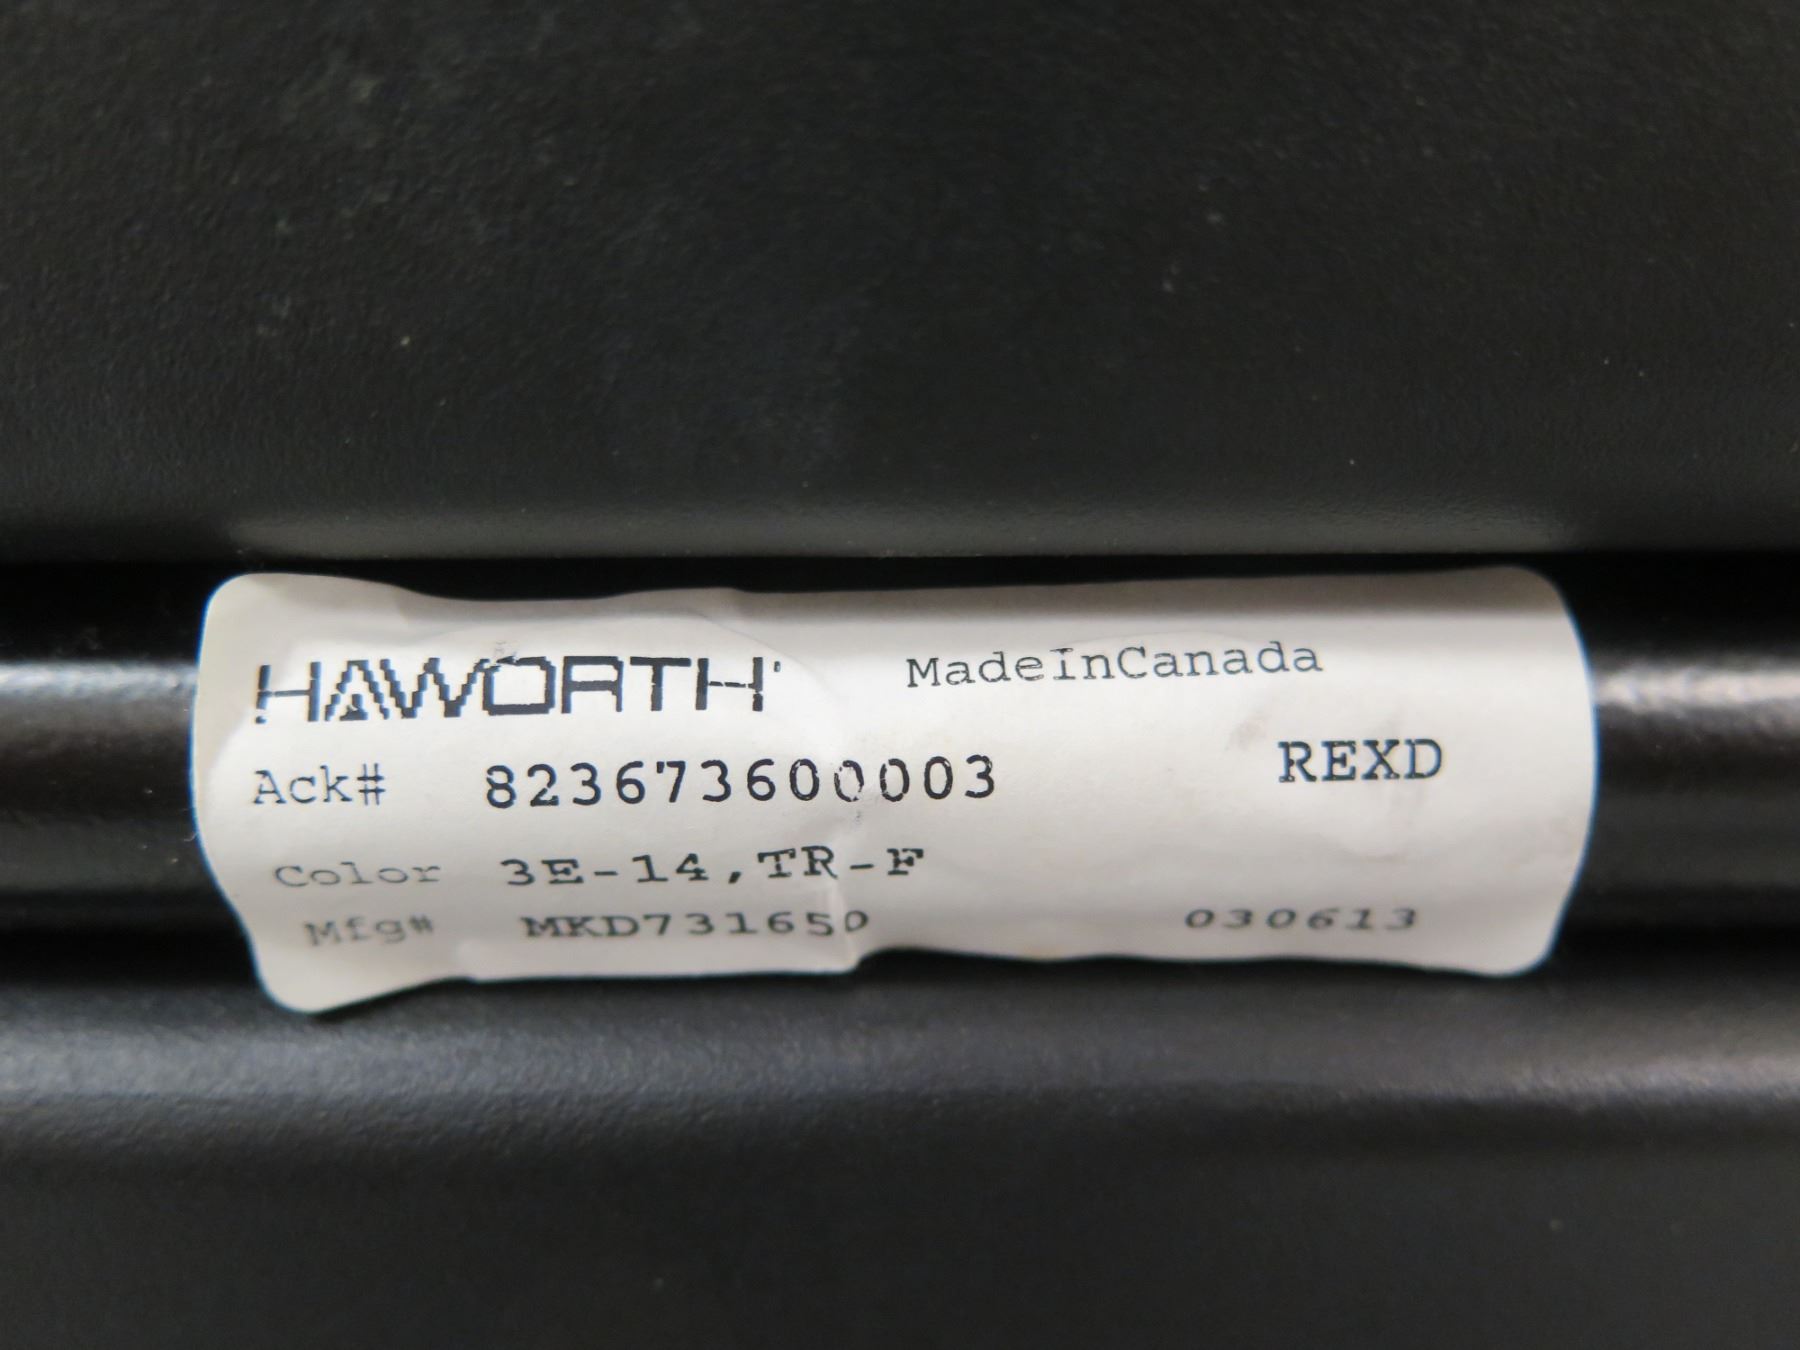 HAWORTH MadeInCanada
Ack# 823673600003 REXD
Color 3E-14,TR-F
Mfg# MKD731650 030613